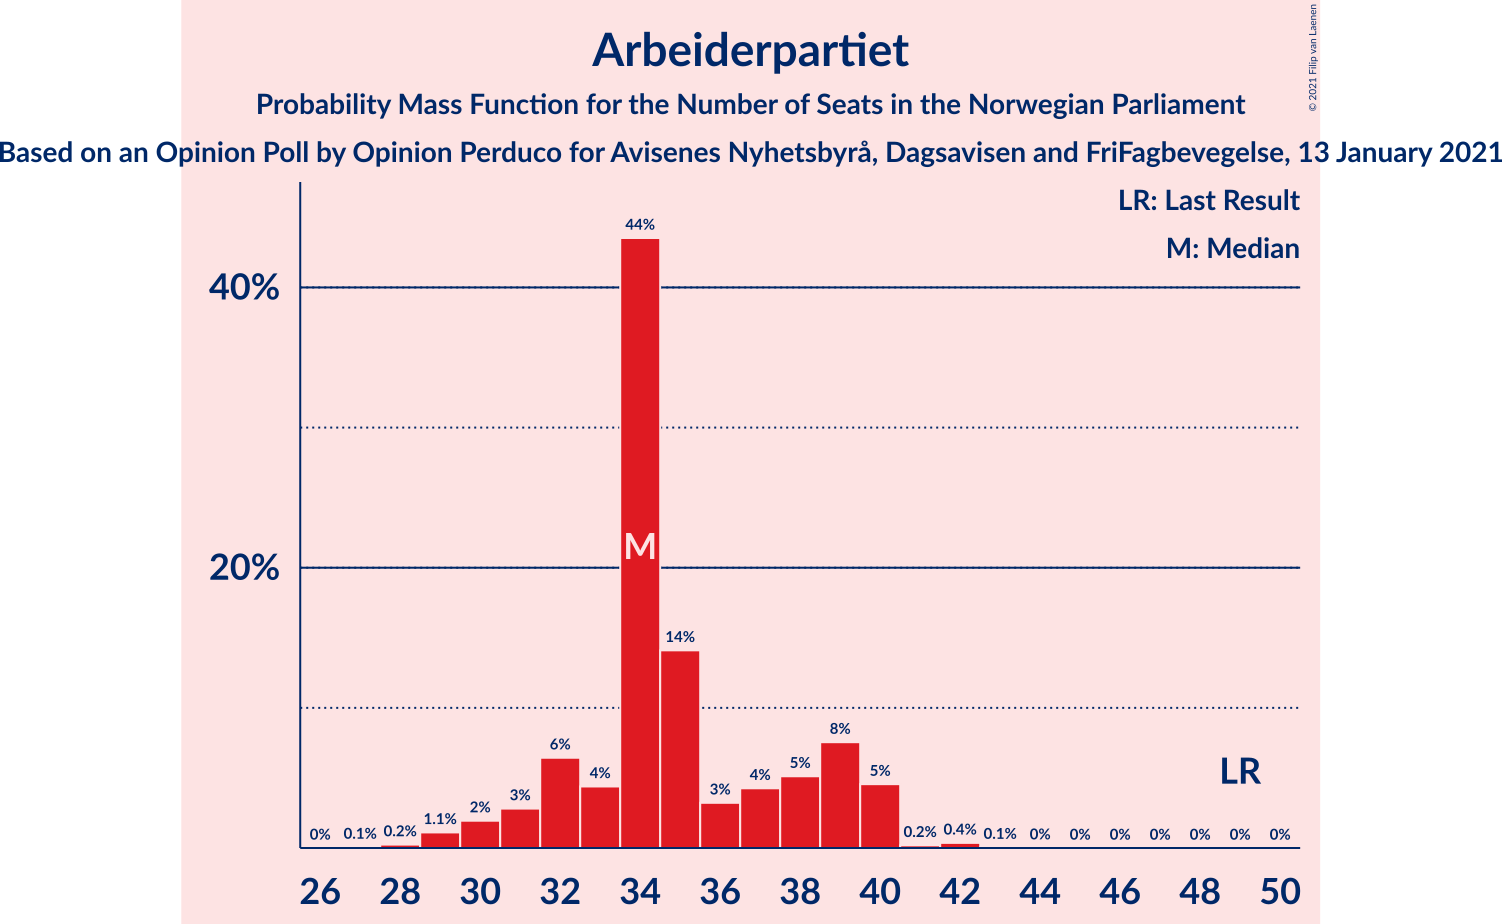 Arbeiderpartiet
Probability Mass Function for the Number of Seats in the Norwegian Parliament
Based on an Opinion Poll by Opinion Perduco for Avisenes Nyhetsbyrå, Dagsavisen and FriFagbevegelse, 13 January 2021
© 2021 Filip van Laenen
LR: Last Result
M: Median
40%
20%
0% 0.1% 0.2% 1.1% 2% 3% 6% 4% 44% 14% 3% 4% 5% 8% 5% 0.2% 0.4% 0.1% 0% 0% 0% 0% 0% 0% 0%
M
LR
26 28 30 32 34 36 38 40 42 44 46 48 50